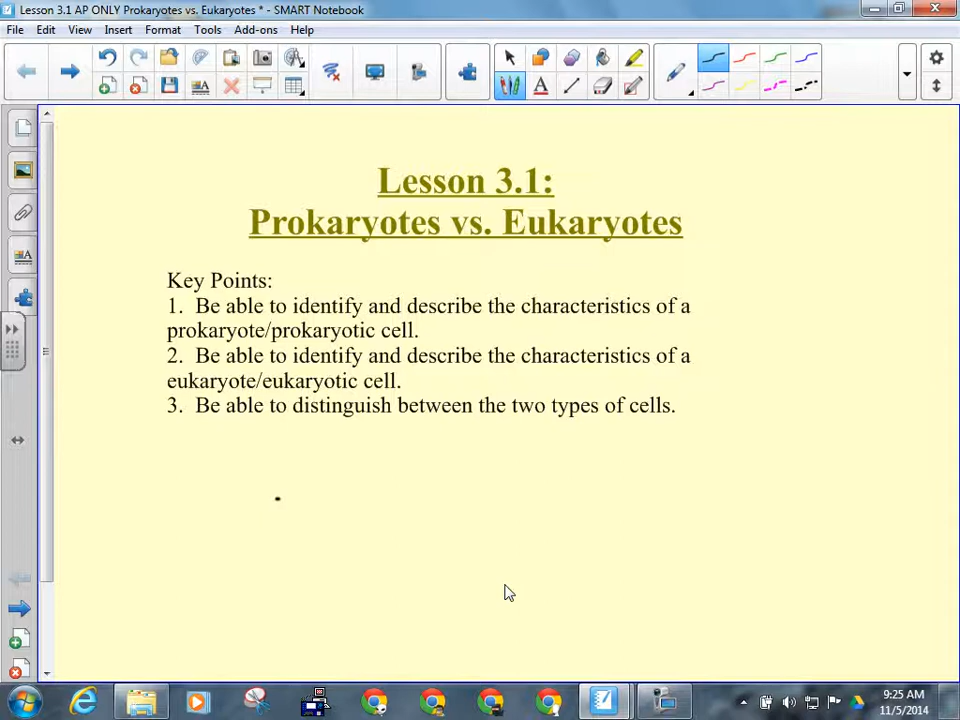 Lesson 3.1 AP ONLY Prokaryotes vs. Eukaryotes * - SMART Notebook
File Edit View Insert Format Tools Add-ons Help
Lesson 3.1:
Prokaryotes vs. Eukaryotes
Key Points:
1. Be able to identify and describe the characteristics of a
prokaryote/prokaryotic cell.
2. Be able to identify and describe the characteristics of a
eukaryote/eukaryotic cell.
3. Be able to distinguish between the two types of cells.
9:25 AM
11/5/2014